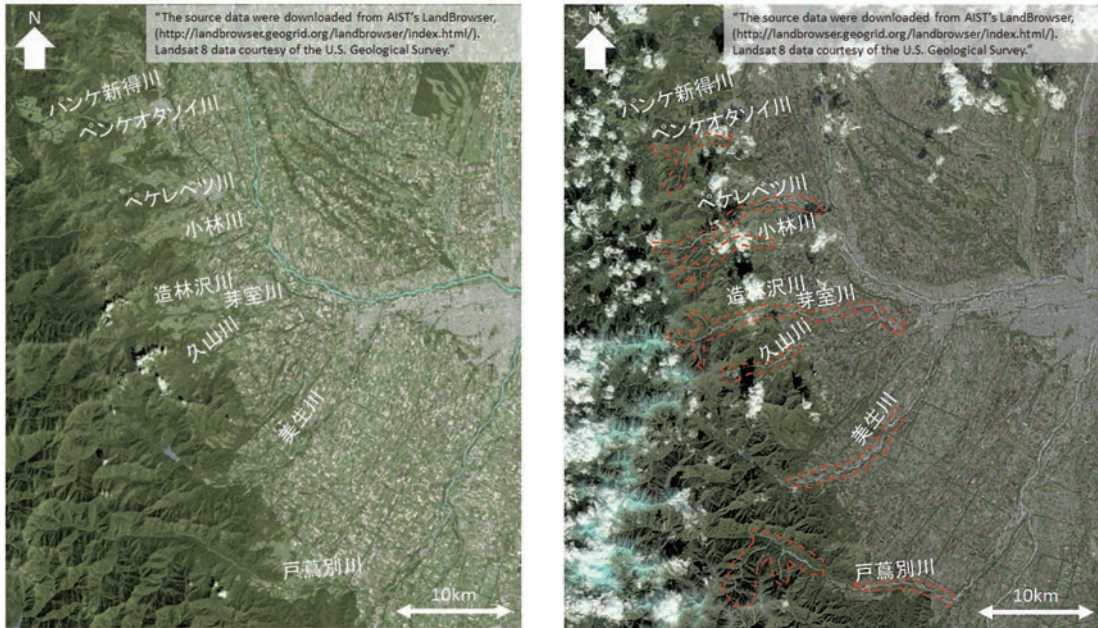 N
“The source data were downloaded from AIST's LandBrowser,
(http://landbrowser.geogrid.org/landbrowser/index.html/).
Landsat 8 data courtesy of the U.S. Geological Survey.”
パンケ新得川
ペンケオタソイ川
ペケレベツ川
小林川
造林沢川
芽室川
久山川
美生川
戸蔦別川
10km
N
“The source data were downloaded from AIST's LandBrowser,
(http://landbrowser.geogrid.org/landbrowser/index.html/).
Landsat 8 data courtesy of the U.S. Geological Survey.”
パンケ新得川
ペンケオタソイ川
ペケレベツ川
小林川
造林沢川
芽室川
久山川
美生川
戸蔦別川
10km